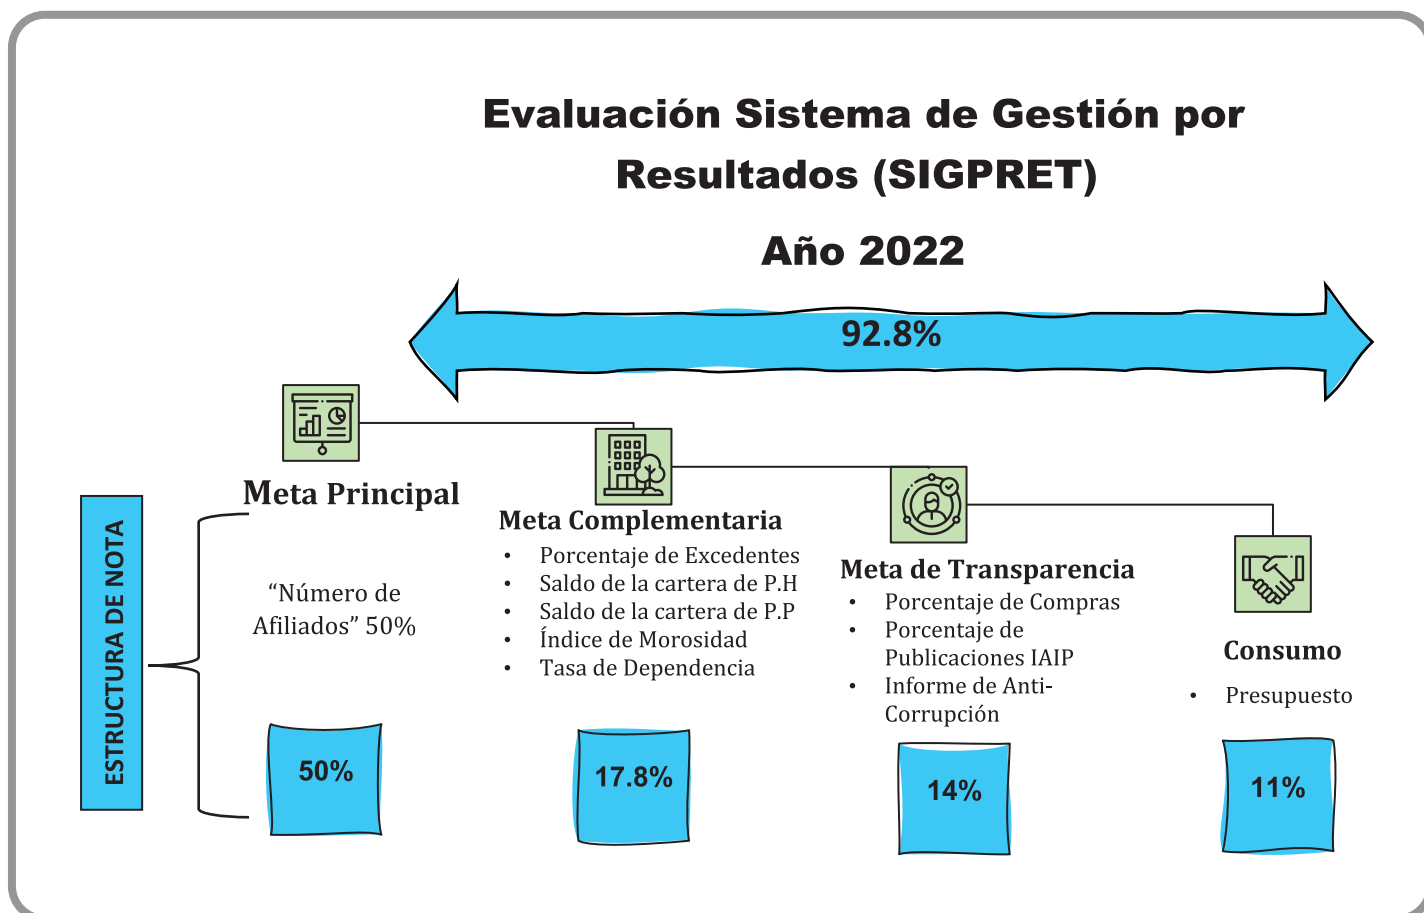 Evaluación Sistema de Gestión por
Resultados (SIGPRET)
Año 2022
92.8%
ESTRUCTURA DE NOTA
Meta Principal
“Número de
Afiliados” 50%
50%
Meta Complementaria
• Porcentaje de Excedentes
• Saldo de la cartera de P.H
• Saldo de la cartera de P.P
• Índice de Morosidad
• Tasa de Dependencia
17.8%
Meta de Transparencia
• Porcentaje de Compras
• Porcentaje de
Publicaciones IAIP
• Informe de Anti-
Corrupción
14%
Consumo
• Presupuesto
11%